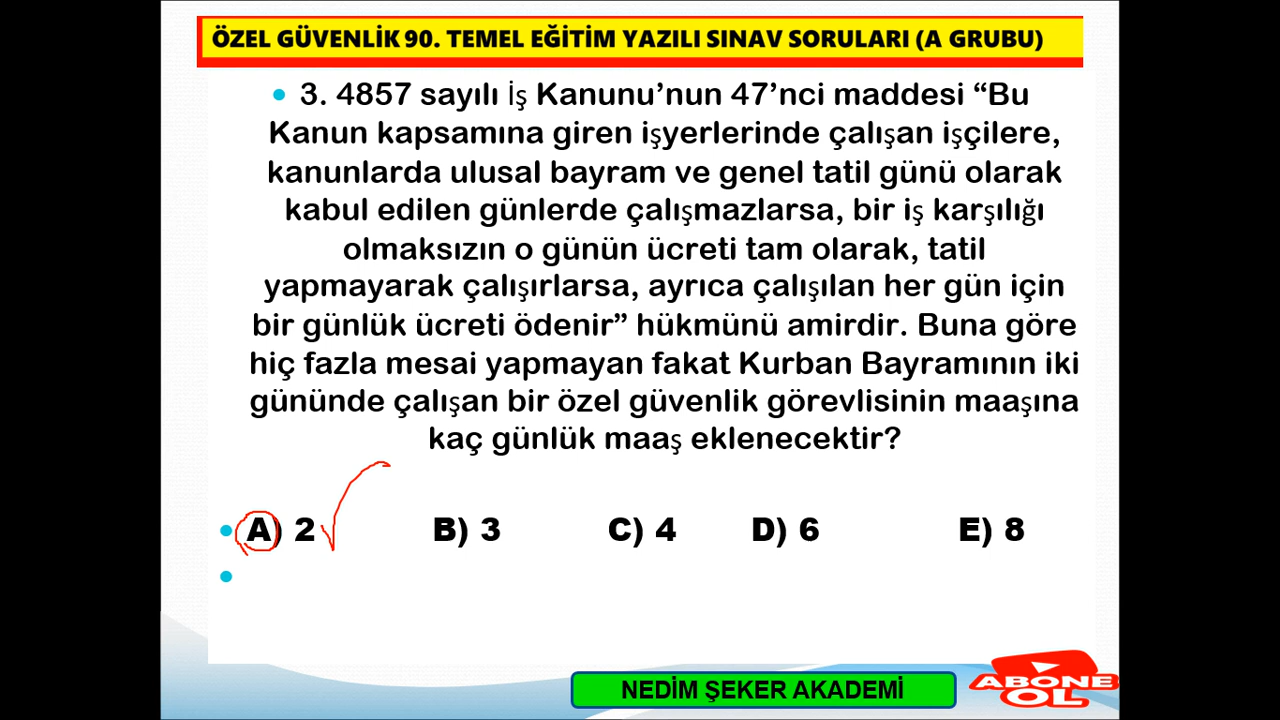 ÖZEL GÜVENLİK 90. TEMEL EĞİTİM YAZILI SINAV SORULARI (A GRUBU)
• 3. 4857 sayılı İş Kanunu’nun 47’nci maddesi “Bu
Kanun kapsamına giren işyerlerinde çalışan işçilere,
kanunlarda ulusal bayram ve genel tatil günü olarak
kabul edilen günlerde çalışmazlarsa, bir iş karşılığı
olmaksızın o günün ücreti tam olarak, tatil
yapmayarak çalışırlarsa, ayrıca çalışılan her gün için
bir günlük ücreti ödenir” hükmünü amirdir. Buna göre
hiç fazla mesai yapmayan fakat Kurban Bayramının iki
gününde çalışan bir özel güvenlik görevlisinin maaşına
kaç günlük maaş eklenecektir?
• A) 2 B) 3 C) 4 D) 6 E) 8
NEDİM ŞEKER AKADEMİ
ABONE
OL